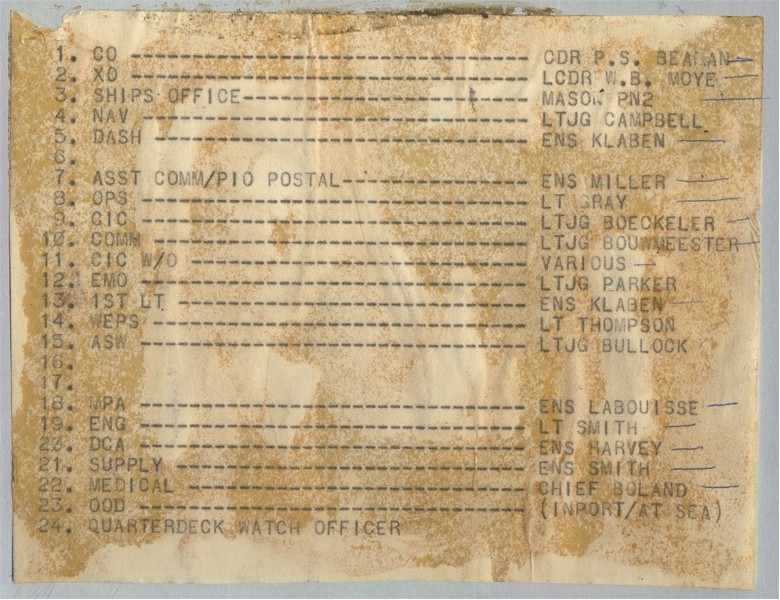 1. CO ------------------------------------ CDR P.S. BEAMAN
2. XO ------------------------------------ LCDR W.B. MOYE
3. SHIPS OFFICE-------------------------- MASON PN2
4. NAV ----------------------------------- LTJG CAMPBELL
5. DASH ---------------------------------- ENS KLABEN
6.
7. ASST COMM/PIO POSTAL----------------- ENS MILLER
8. OPS ----------------------------------- LT GRAY
9. CIC ----------------------------------- LTJG BOECKELER
10. COMM ---------------------------------- LTJG BOUWMEESTER
11. CIC W/O ------------------------------- VARIOUS
12. EMO ----------------------------------- LTJG PARKER
13. 1ST LT -------------------------------- ENS KLABEN
14. WEPS ---------------------------------- LT THOMPSON
15. ASW ----------------------------------- LTJG BULLOCK
16.
17.
18. MPA ----------------------------------- ENS LABOUISSE
19. ENG ----------------------------------- LT SMITH
20. DCA ----------------------------------- ENS HARVEY
21. SUPPLY -------------------------------- ENS SMITH
22. MEDICAL ------------------------------- CHIEF BOLAND
23. OOD ----------------------------------- (INPORT/AT SEA)
24. QUARTERDECK WATCH OFFICER